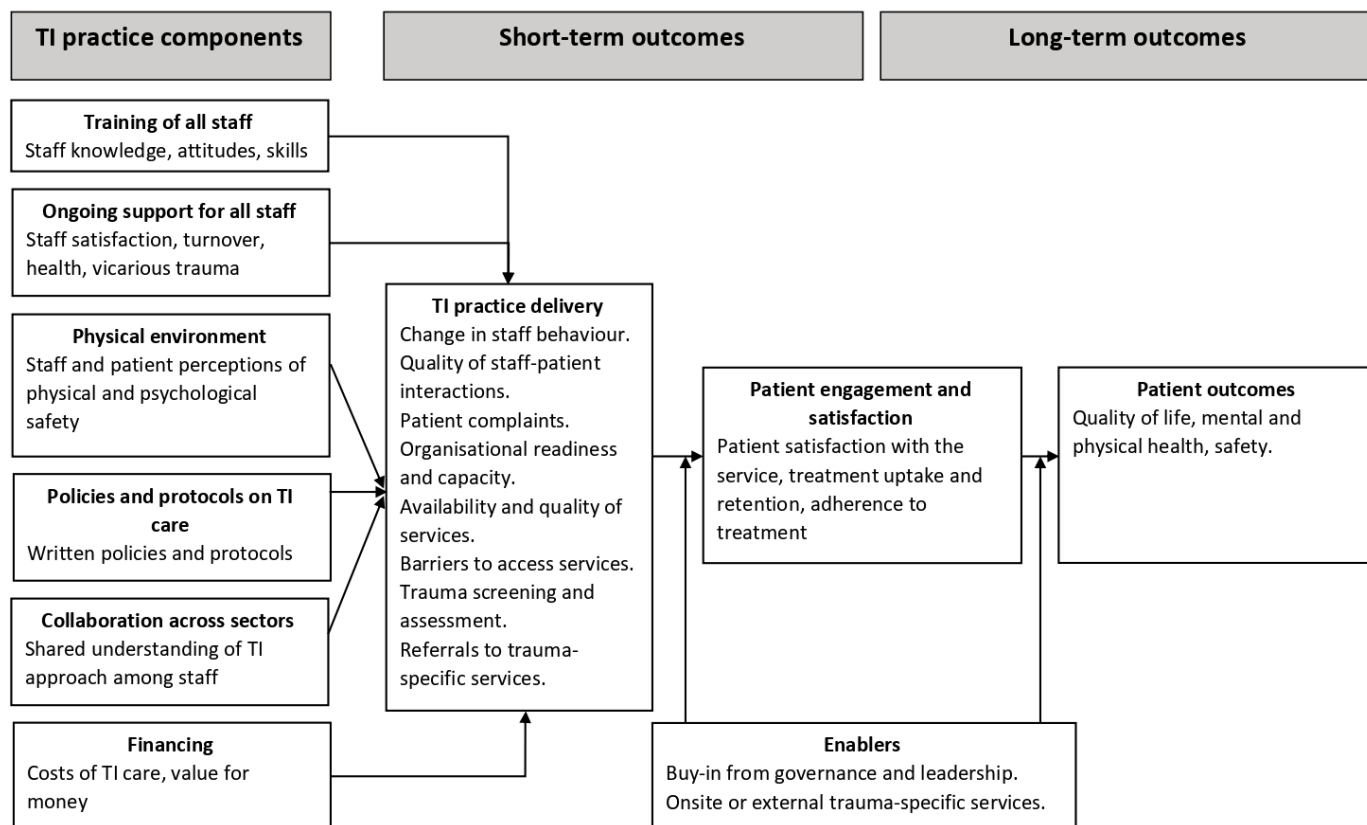 TI practice components
Short-term outcomes
Long-term outcomes
Training of all staff
Staff knowledge, attitudes, skills
Ongoing support for all staff
Staff satisfaction, turnover,
health, vicarious trauma
Physical environment
Staff and patient perceptions of
physical and psychological
safety
Policies and protocols on TI
care
Written policies and protocols
Collaboration across sectors
Shared understanding of TI
approach among staff
Financing
Costs of TI care, value for
money
TI practice delivery
Change in staff behaviour.
Quality of staff-patient
interactions.
Patient complaints.
Organisational readiness
and capacity.
Availability and quality of
services.
Barriers to access services.
Trauma screening and
assessment.
Referrals to trauma-
specific services.
Patient engagement and
satisfaction
Patient satisfaction with the
service, treatment uptake and
retention, adherence to
treatment
Patient outcomes
Quality of life, mental and
physical health, safety.
Enablers
Buy-in from governance and leadership.
Onsite or external trauma-specific services.